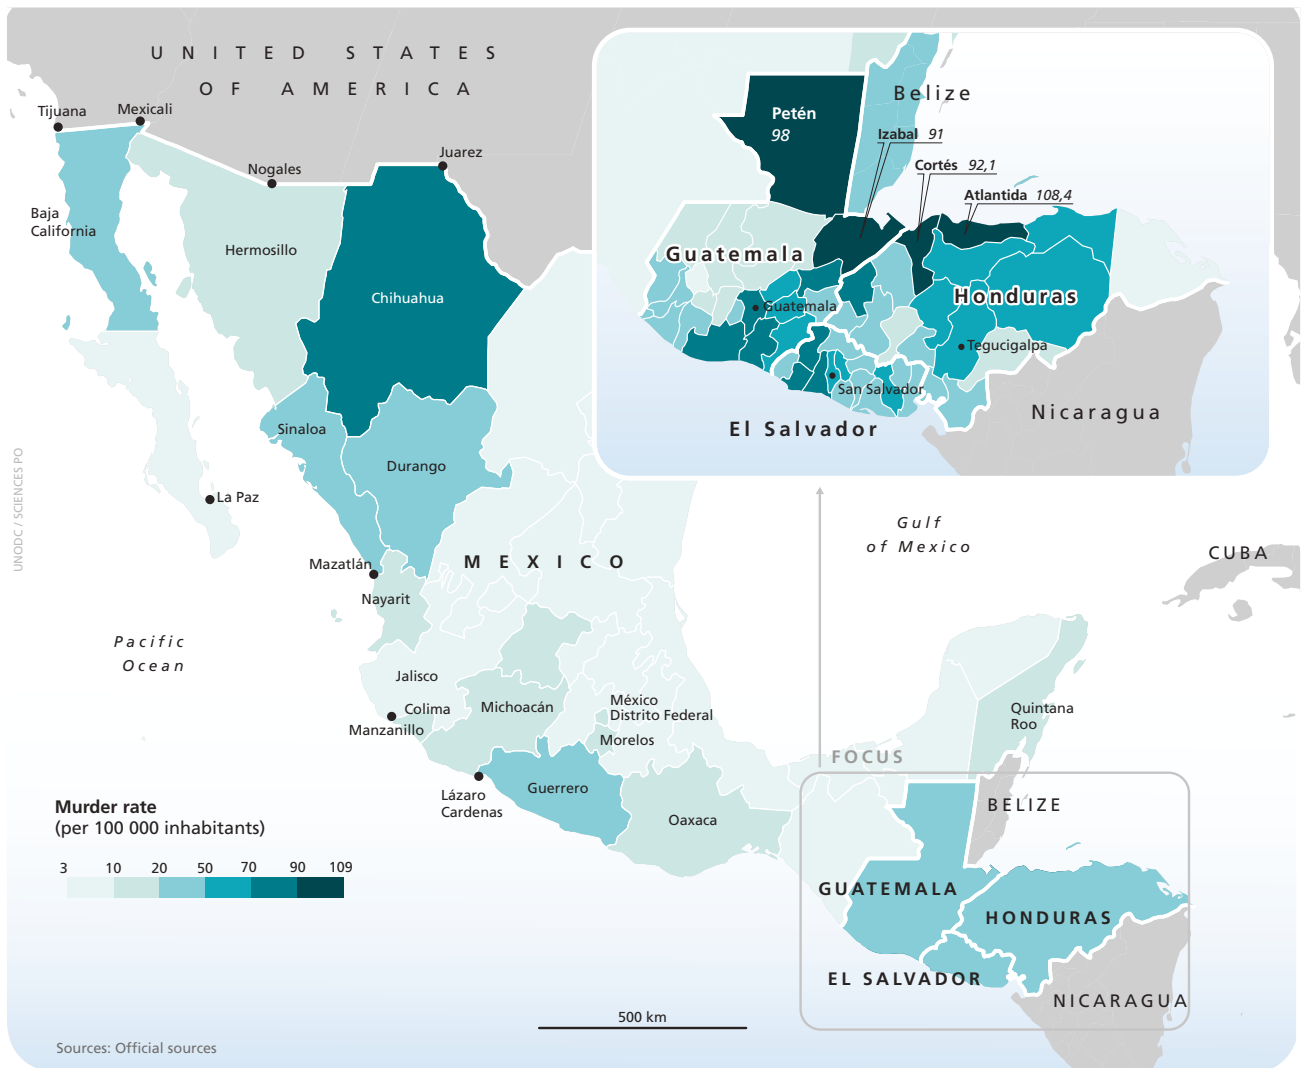 UNITED STATES
OF AMERICA
Tijuana
Mexicali
Nogales
Juarez
Baja
California
Hermosillo
Chihuahua
Sinaloa
Durango
La Paz
Mazatlán
Nayarit
MEXICO
Pacific
Ocean
Jalisco
Colima
Manzanillo
Michoacán
México
Distrito Federal
Morelos
Lázaro
Cardenas
Guerrero
Oaxaca
Quintana
Roo
Gulf
of Mexico
CUBA
FOCUS
BELIZE
GUATEMALA
HONDURAS
EL SALVADOR
NICARAGUA
Petén
98
Belize
Izabal 91
Cortés 92,1
Atlantida 108,4
Guatemala
Guatemala
Honduras
Tegucigalpa
San Salvador
El Salvador
Nicaragua
Murder rate
(per 100 000 inhabitants)
3 10 20 50 70 90 109
500 km
Sources: Official sources
UNODC / SCIENCES PO